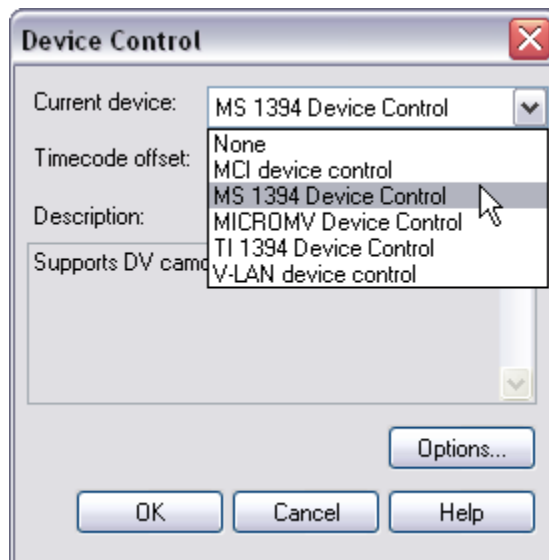 Device Control
Current device: MS 1394 Device Control
None
Timecode offset:
MCI device control
MS 1394 Device Control
Description:
MICROMV Device Control
TI 1394 Device Control
Supports DV camc
V-LAN device control
Options...
OK Cancel Help